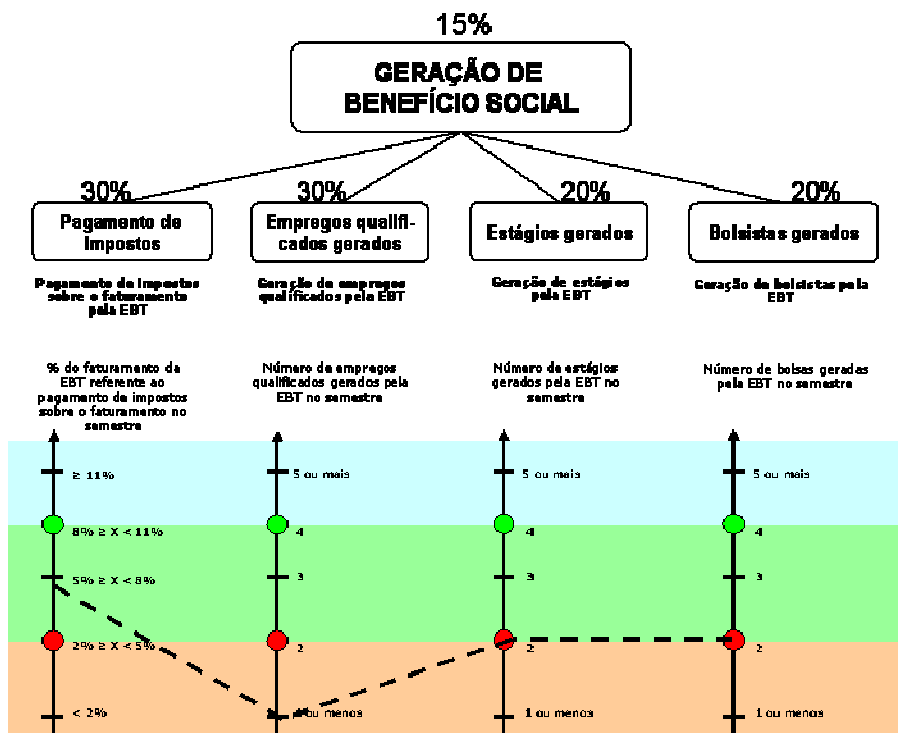 15%
GERAÇÃO DE
BENEFÍCIO SOCIAL
30%
30%
20%
20%
Pagamento de
Impostos
Empregos qualifi-
cados gerados
Estágios gerados
Bolsistas gerados
Pagamento de Impostos
sobre o faturamento
pela EBT
Geração de empregos
qualificados pela EBT
Geração de estágios
pela EBT
Geração de bolsistas pela
EBT
% do faturamento da
EBT referente ao
pagamento de impostos
sobre o faturamento no
semestre
Número de empregos
qualificados gerados pela
EBT no semestre
Número de estágios
gerados pela EBT no
semestre
Número de bolsas geradas
pela EBT no semestre
≥ 11%
5 ou mais
5 ou mais
5 ou mais
8% ≥ X < 11%
4
4
4
5% ≥ X < 8%
3
3
3
2% ≥ X < 5%
2
2
2
< 2%
ou menos
1 ou menos
1 ou menos